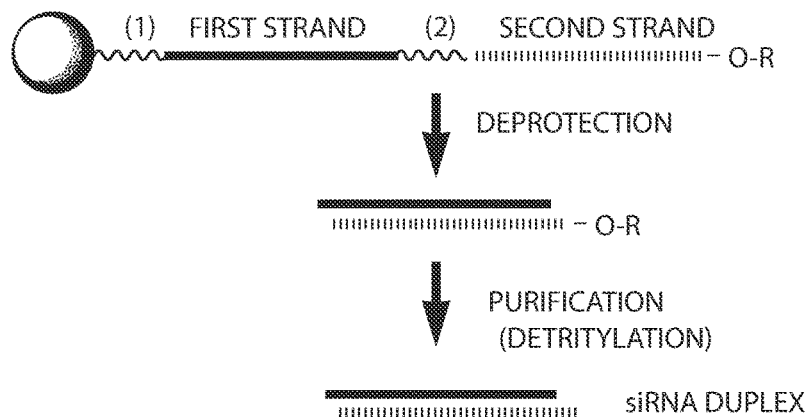 (1) FIRST STRAND (2) SECOND STRAND
– O-R
DEPROTECTION
– O-R
PURIFICATION
(DETRITYLATION)
siRNA DUPLEX